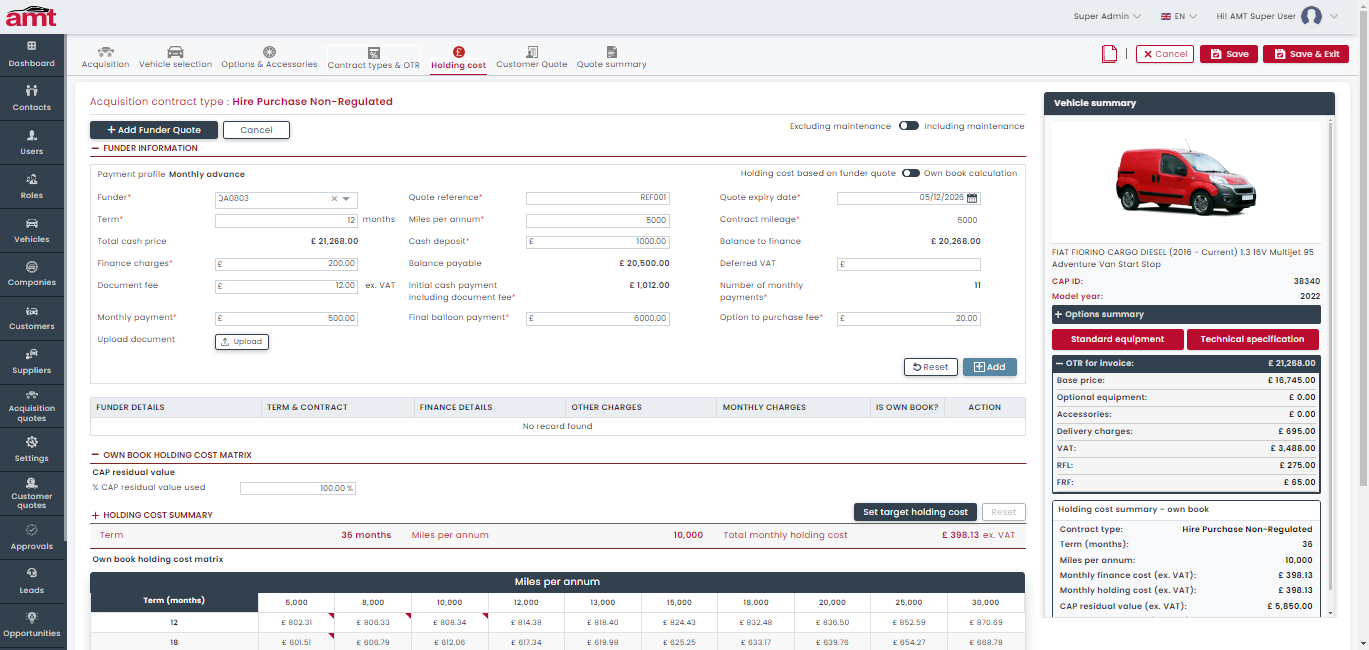 amt
Super Admin
EN
Hi! AMT Super User
Dashboard
Contacts
Users
Roles
Vehicles
Companies
Customers
Suppliers
Acquisition
quotes
Settings
Customer
quotes
Approvals
Leads
Opportunities
Acquisition
Vehicle selection
Options & Accessories
Contract types & OTR
Holding cost
Customer Quote
Quote summary
Cancel
Save
Save & Exit
Acquisition contract type : Hire Purchase Non-Regulated
+ Add Funder Quote
Cancel
Excluding maintenance
Including maintenance
FUNDER INFORMATION
Payment profile Monthly advance
Holding cost based on funder quote
Own book calculation
Funder* QA0803
Quote reference* REF001
Quote expiry date* 05/12/2026
Term* 12 months
Miles per annum* 5000
Contract mileage* 5000
Total cash price £ 21,268.00
Cash deposit* £ 1000.00
Balance to finance £ 20,268.00
Finance charges* £ 200.00
Balance payable £ 20,500.00
Deferred VAT £
Document fee £ 12.00 ex. VAT
Initial cash payment
including document fee* £ 1,012.00
Number of monthly
payments* 11
Monthly payment* £ 500.00
Final balloon payment* £ 6000.00
Option to purchase fee* £ 20.00
Upload document Upload
Reset
Add
FUNDER DETAILS TERM & CONTRACT FINANCE DETAILS OTHER CHARGES MONTHLY CHARGES IS OWN BOOK? ACTION
No record found
OWN BOOK HOLDING COST MATRIX
CAP residual value
% CAP residual value used 100.00 %
HOLDING COST SUMMARY
Set target holding cost
Reset
Term 36 months Miles per annum 10,000 Total monthly holding cost £ 398.13 ex. VAT
Own book holding cost matrix
Miles per annum
Term (months) 5,000 8,000 10,000 12,000 13,000 15,000 18,000 20,000 25,000 30,000
12 £ 802.31 £ 806.33 £ 808.34 £ 814.38 £ 818.40 £ 824.43 £ 832.48 £ 836.50 £ 852.59 £ 870.69
18 £ 601.51 £ 606.79 £ 612.06 £ 617.34 £ 619.98 £ 625.25 £ 633.17 £ 639.76 £ 654.27 £ 668.78
Vehicle summary
FIAT FIORINO CARGO DIESEL (2016 - Current) 1.3 16V Multijet 95
Adventure Van Start Stop
CAP ID: 38340
Model year: 2022
+ Options summary
Standard equipment
Technical specification
OTR for invoice: £ 21,268.00
Base price: £ 16,745.00
Optional equipment: £ 0.00
Accessories: £ 0.00
Delivery charges: £ 695.00
VAT: £ 3,488.00
RFL: £ 275.00
FRF: £ 65.00
Holding cost summary - own book
Contract type: Hire Purchase Non-Regulated
Term (months): 36
Miles per annum: 10,000
Monthly finance cost (ex. VAT): £ 398.13
Monthly holding cost (ex. VAT): £ 398.13
CAP residual value (ex. VAT): £ 5,850.00